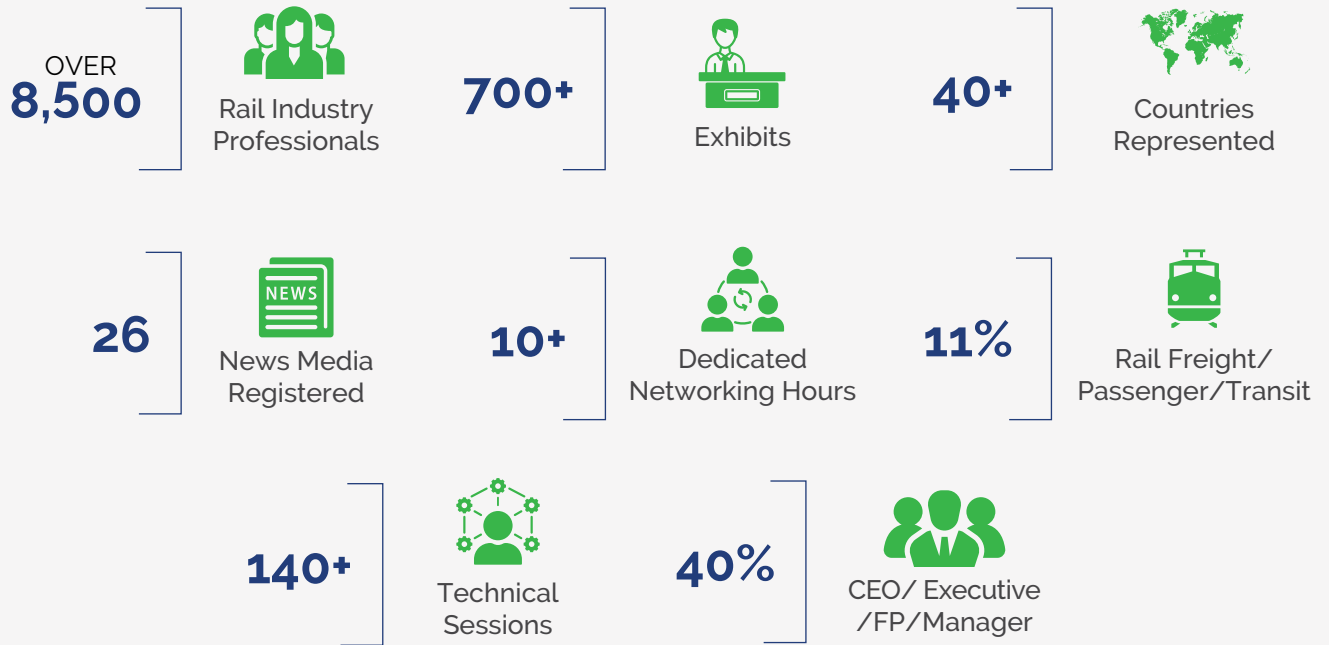 OVER
8,500
Rail Industry
Professionals
700+
Exhibits
40+
Countries
Represented
26
NEWS
News Media
Registered
10+
Dedicated
Networking Hours
11%
Rail Freight/
Passenger/Transit
140+
Technical
Sessions
40%
CEO/ Executive
/FP/Manager